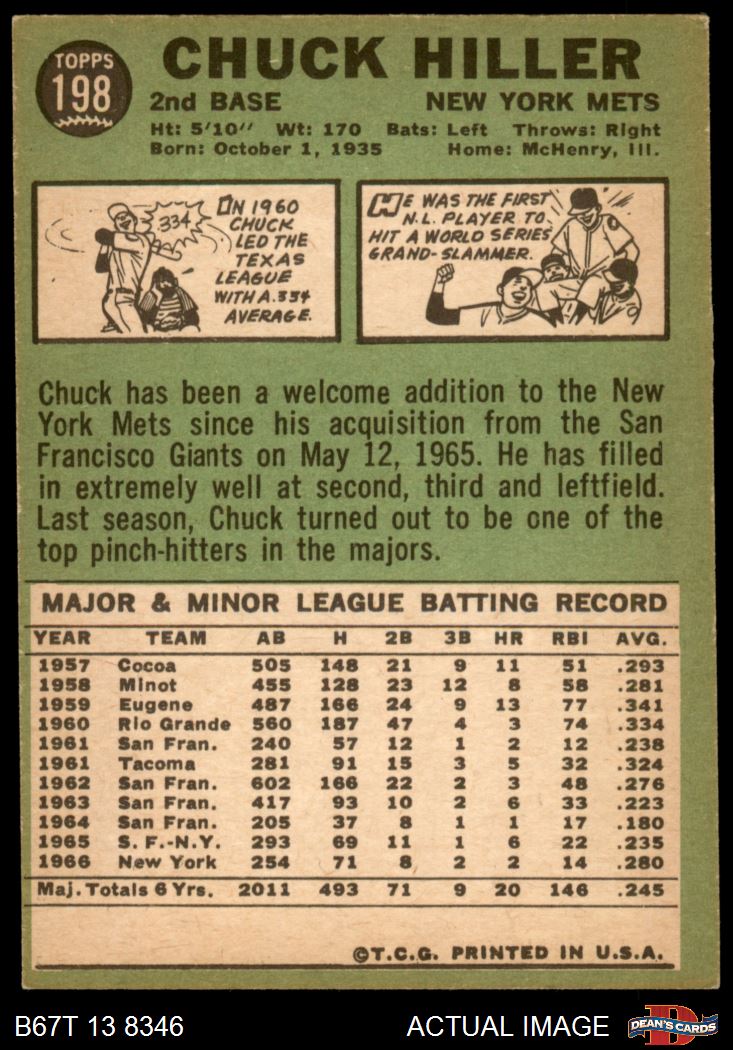 TOPPS
198
CHUCK HILLER
2nd BASE NEW YORK METS
Ht: 5'10" Wt: 170 Bats: Left Throws: Right
Born: October 1, 1935 Home: McHenry, Ill.
.334
IN 1960
CHUCK
LED THE
TEXAS
LEAGUE
WITH A .334
AVERAGE.
HE WAS THE FIRST
N.L. PLAYER TO
HIT A WORLD SERIES
GRAND-SLAMMER.
Chuck has been a welcome addition to the New
York Mets since his acquisition from the San
Francisco Giants on May 12, 1965. He has filled
in extremely well at second, third and leftfield.
Last season, Chuck turned out to be one of the
top pinch-hitters in the majors.
MAJOR & MINOR LEAGUE BATTING RECORD
YEAR TEAM AB H 2B 3B HR RBI AVG.
1957 Cocoa 505 148 21 9 11 51 .293
1958 Minot 455 128 23 12 8 58 .281
1959 Eugene 487 166 24 9 13 77 .341
1960 Rio Grande 560 187 47 4 3 74 .334
1961 San Fran. 240 57 12 1 2 12 .238
1961 Tacoma 281 91 15 3 5 32 .324
1962 San Fran. 602 166 22 2 3 48 .276
1963 San Fran. 417 93 10 2 6 33 .223
1964 San Fran. 205 37 8 1 1 17 .180
1965 S. F.-N.Y. 293 69 11 1 6 22 .235
1966 New York 254 71 8 2 2 14 .280
Maj. Totals 6 Yrs. 2011 493 71 9 20 146 .245
©T.C.G. PRINTED IN U.S.A.
B67T 13 8346 ACTUAL IMAGE
D
DEAN'S CARDS